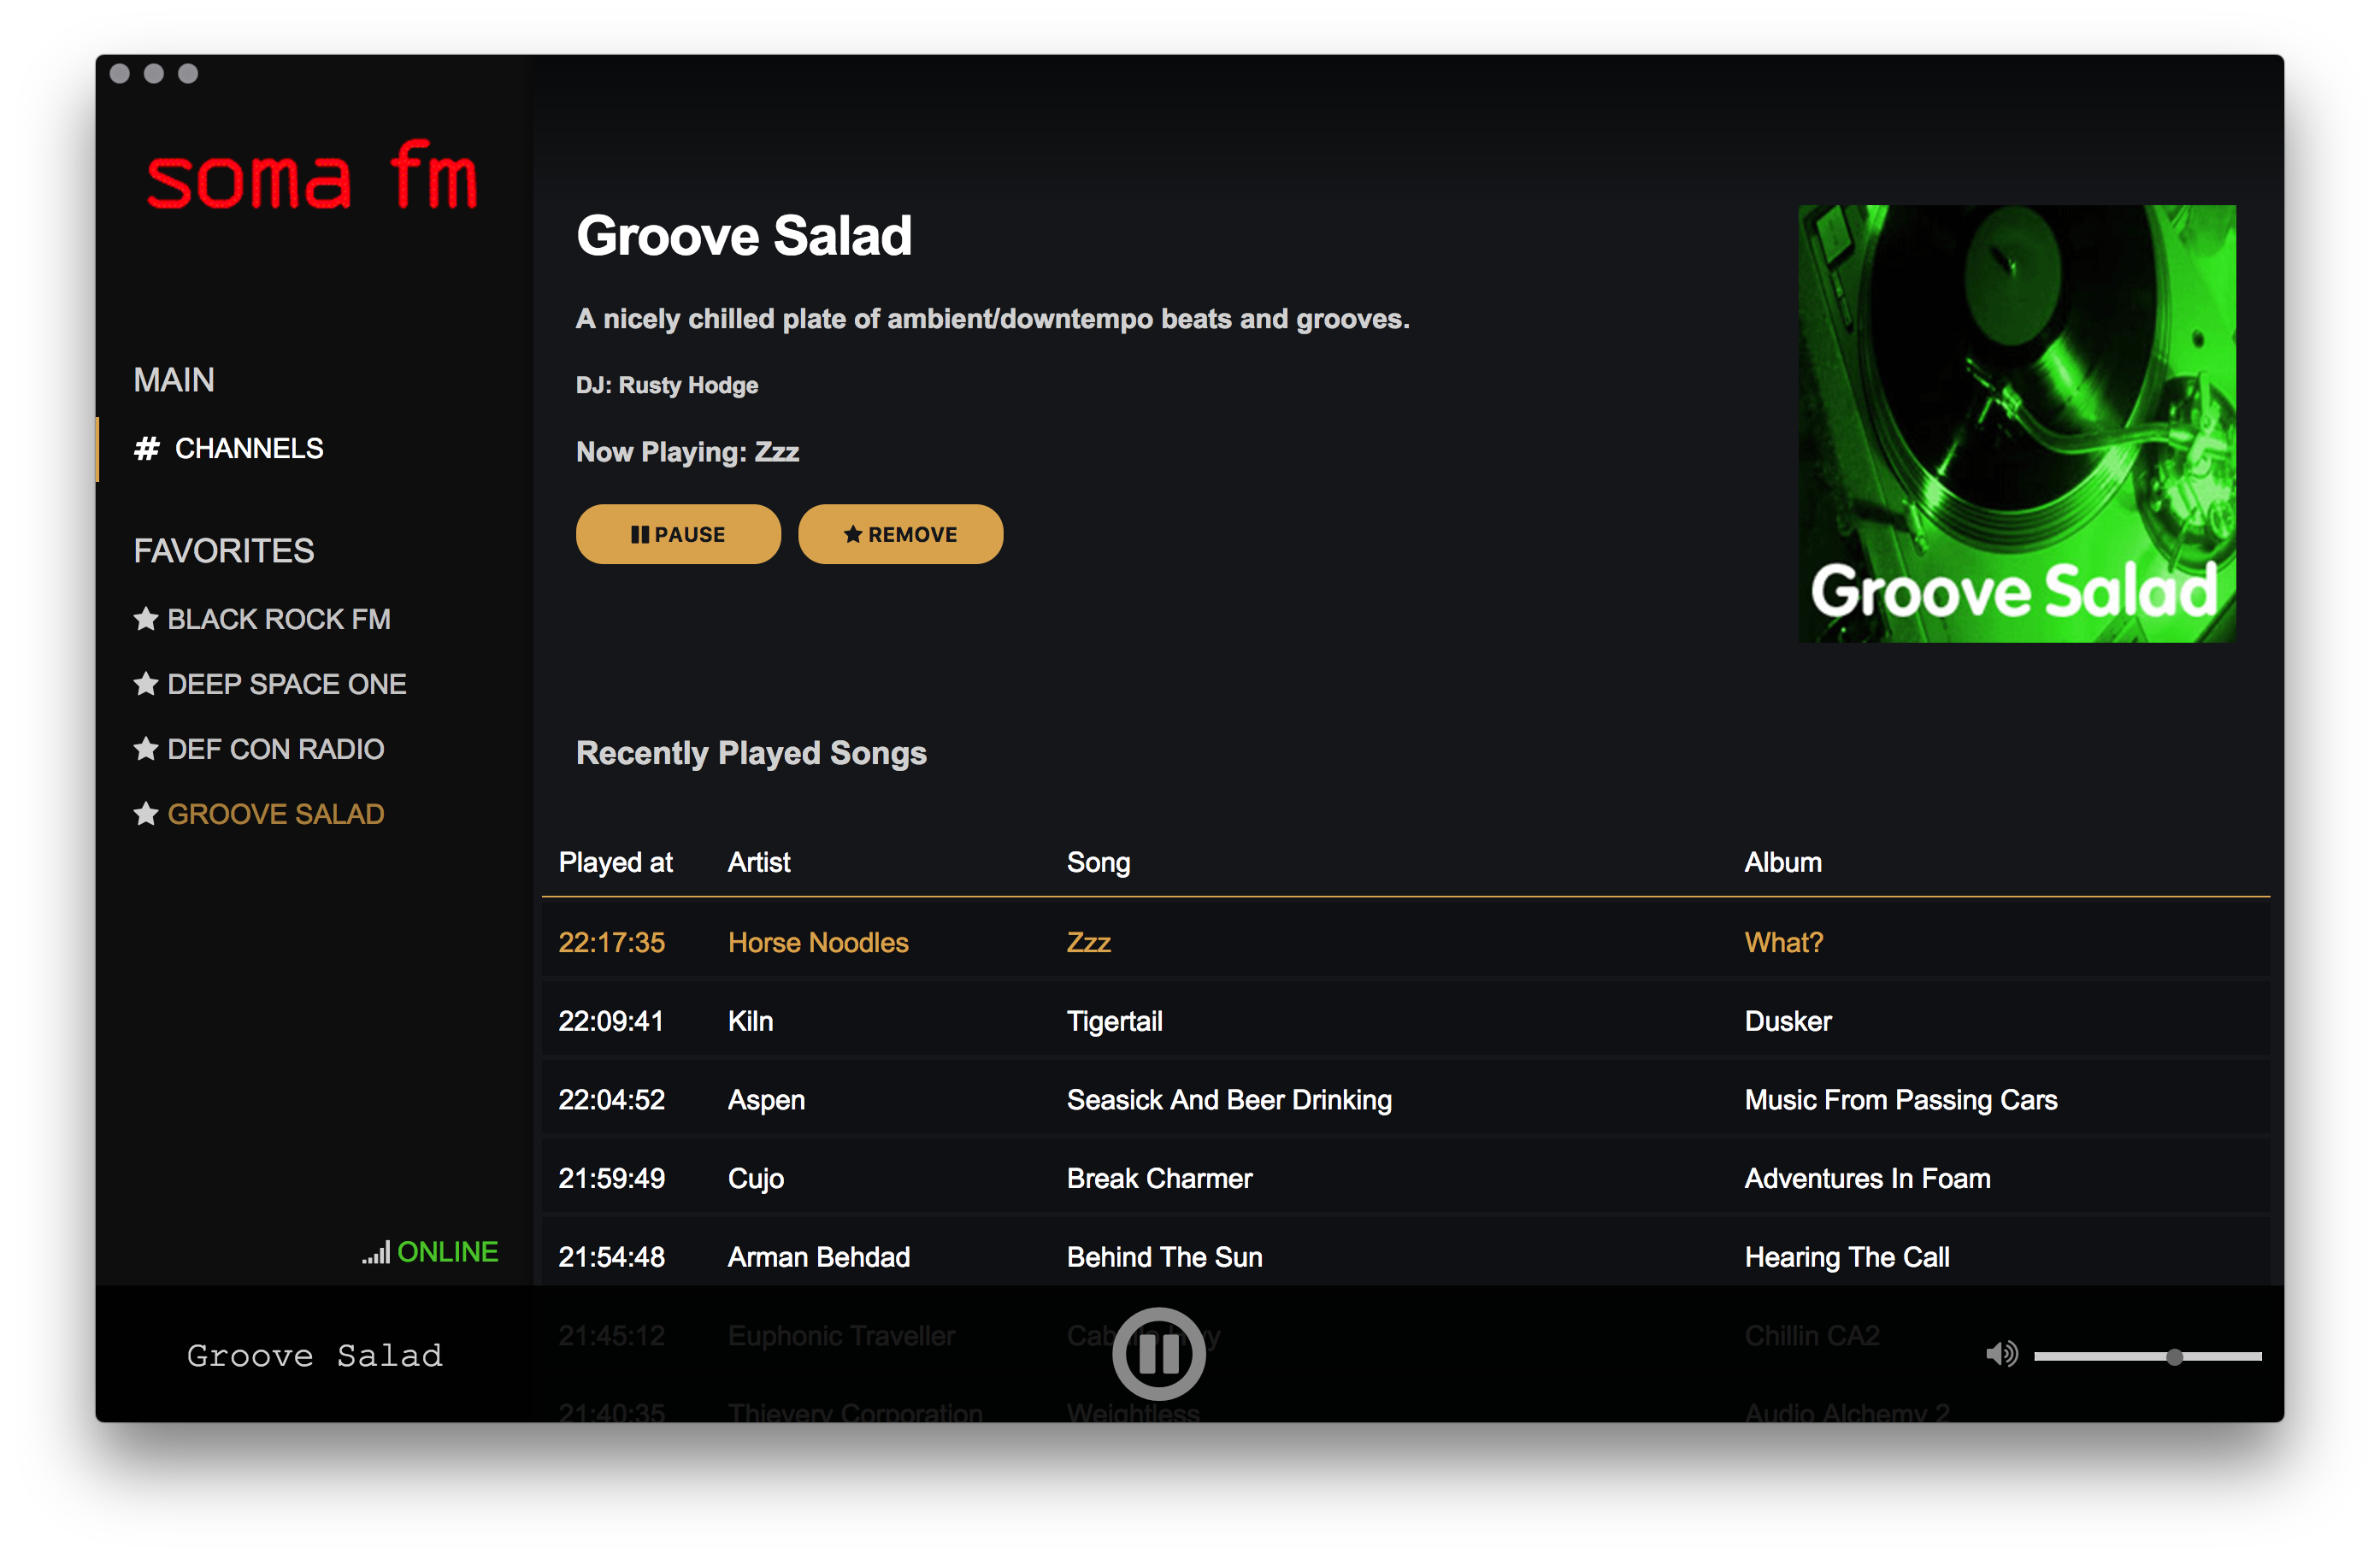 soma fm
MAIN
# CHANNELS
FAVORITES
BLACK ROCK FM
DEEP SPACE ONE
DEF CON RADIO
GROOVE SALAD
ONLINE
Groove Salad
A nicely chilled plate of ambient/downtempo beats and grooves.
DJ: Rusty Hodge
Now Playing: Zzz
PAUSE REMOVE
Groove Salad
Recently Played Songs
Played at Artist Song Album
22:17:35 Horse Noodles Zzz What?
22:09:41 Kiln Tigertail Dusker
22:04:52 Aspen Seasick And Beer Drinking Music From Passing Cars
21:59:49 Cujo Break Charmer Adventures In Foam
21:54:48 Arman Behdad Behind The Sun Hearing The Call
21:45:12 Euphonic Traveller Chillin CA2
21:40:35 Thievery Corporation Weightless Audio Alchemy 2
Groove Salad